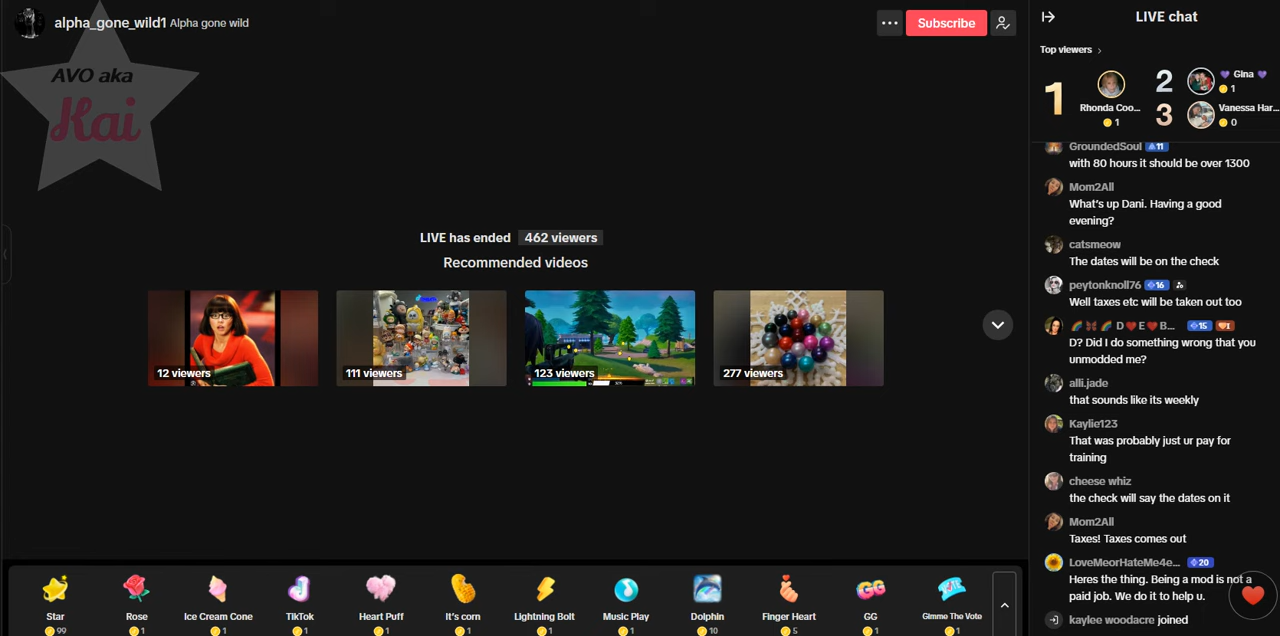 alpha_gone_wild1 Alpha gone wild
Subscribe
AVO aka
Kai
LIVE has ended 462 viewers
Recommended videos
12 viewers
111 viewers
123 viewers
277 viewers
Star
99
Rose
1
Ice Cream Cone
1
TikTok
1
Heart Puff
1
It's corn
1
Lightning Bolt
1
Music Play
1
Dolphin
10
Finger Heart
5
GG
1
Gimme The Vote
1
LIVE chat
Top viewers
1
Rhonda Coo...
1
2
💜 Gina 💜
1
3
Vanessa Har...
0
GroundedSoul 11
with 80 hours it should be over 1300
Mom2All
What's up Dani. Having a good
evening?
catsmeow
The dates will be on the check
peytonknoll76 16
Well taxes etc will be taken out too
🌈🦋🌈 D❤️E❤️B... 15 1
D? Did I do something wrong that you
unmodded me?
alli.jade
that sounds like its weekly
Kaylie123
That was probably just ur pay for
training
cheese whiz
the check will say the dates on it
Mom2All
Taxes! Taxes comes out
LoveMeorHateMe4e... 20
Heres the thing. Being a mod is not a
paid job. We do it to help u.
kaylee woodacre joined